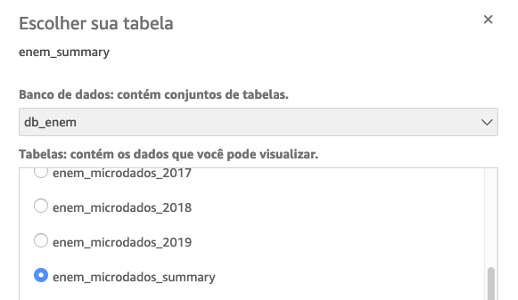 Escolher sua tabela
enem_summary
Banco de dados: contém conjuntos de tabelas.
db_enem
Tabelas: contém os dados que você pode visualizar.
enem_microdados_2017
enem_microdados_2018
enem_microdados_2019
enem_microdados_summary